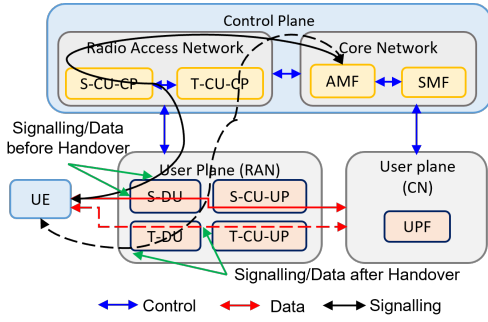 Control Plane
Radio Access Network
Core Network
S-CU-CP
T-CU-CP
AMF
SMF
Signalling/Data
before Handover
User Plane (RAN)
User plane
(CN)
UE
S-DU
S-CU-UP
UPF
T-DU
T-CU-UP
Signalling/Data after Handover
Control
Data
Signalling